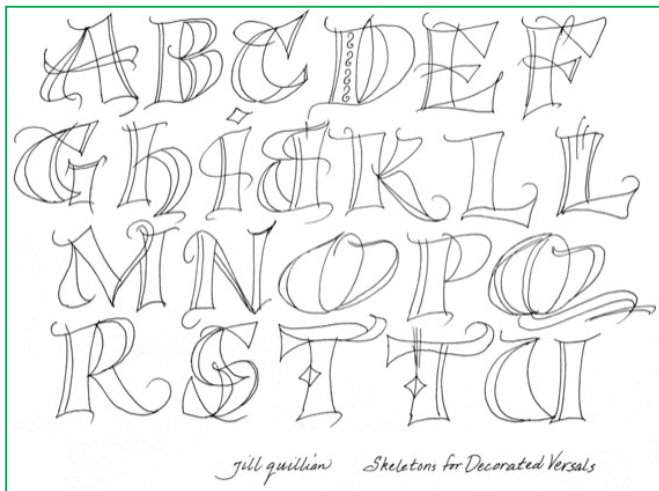 A B C D E F
G h i J K L L
M N O P Q
R S T T U
Jill Quillian Skeletons for Decorated Versals